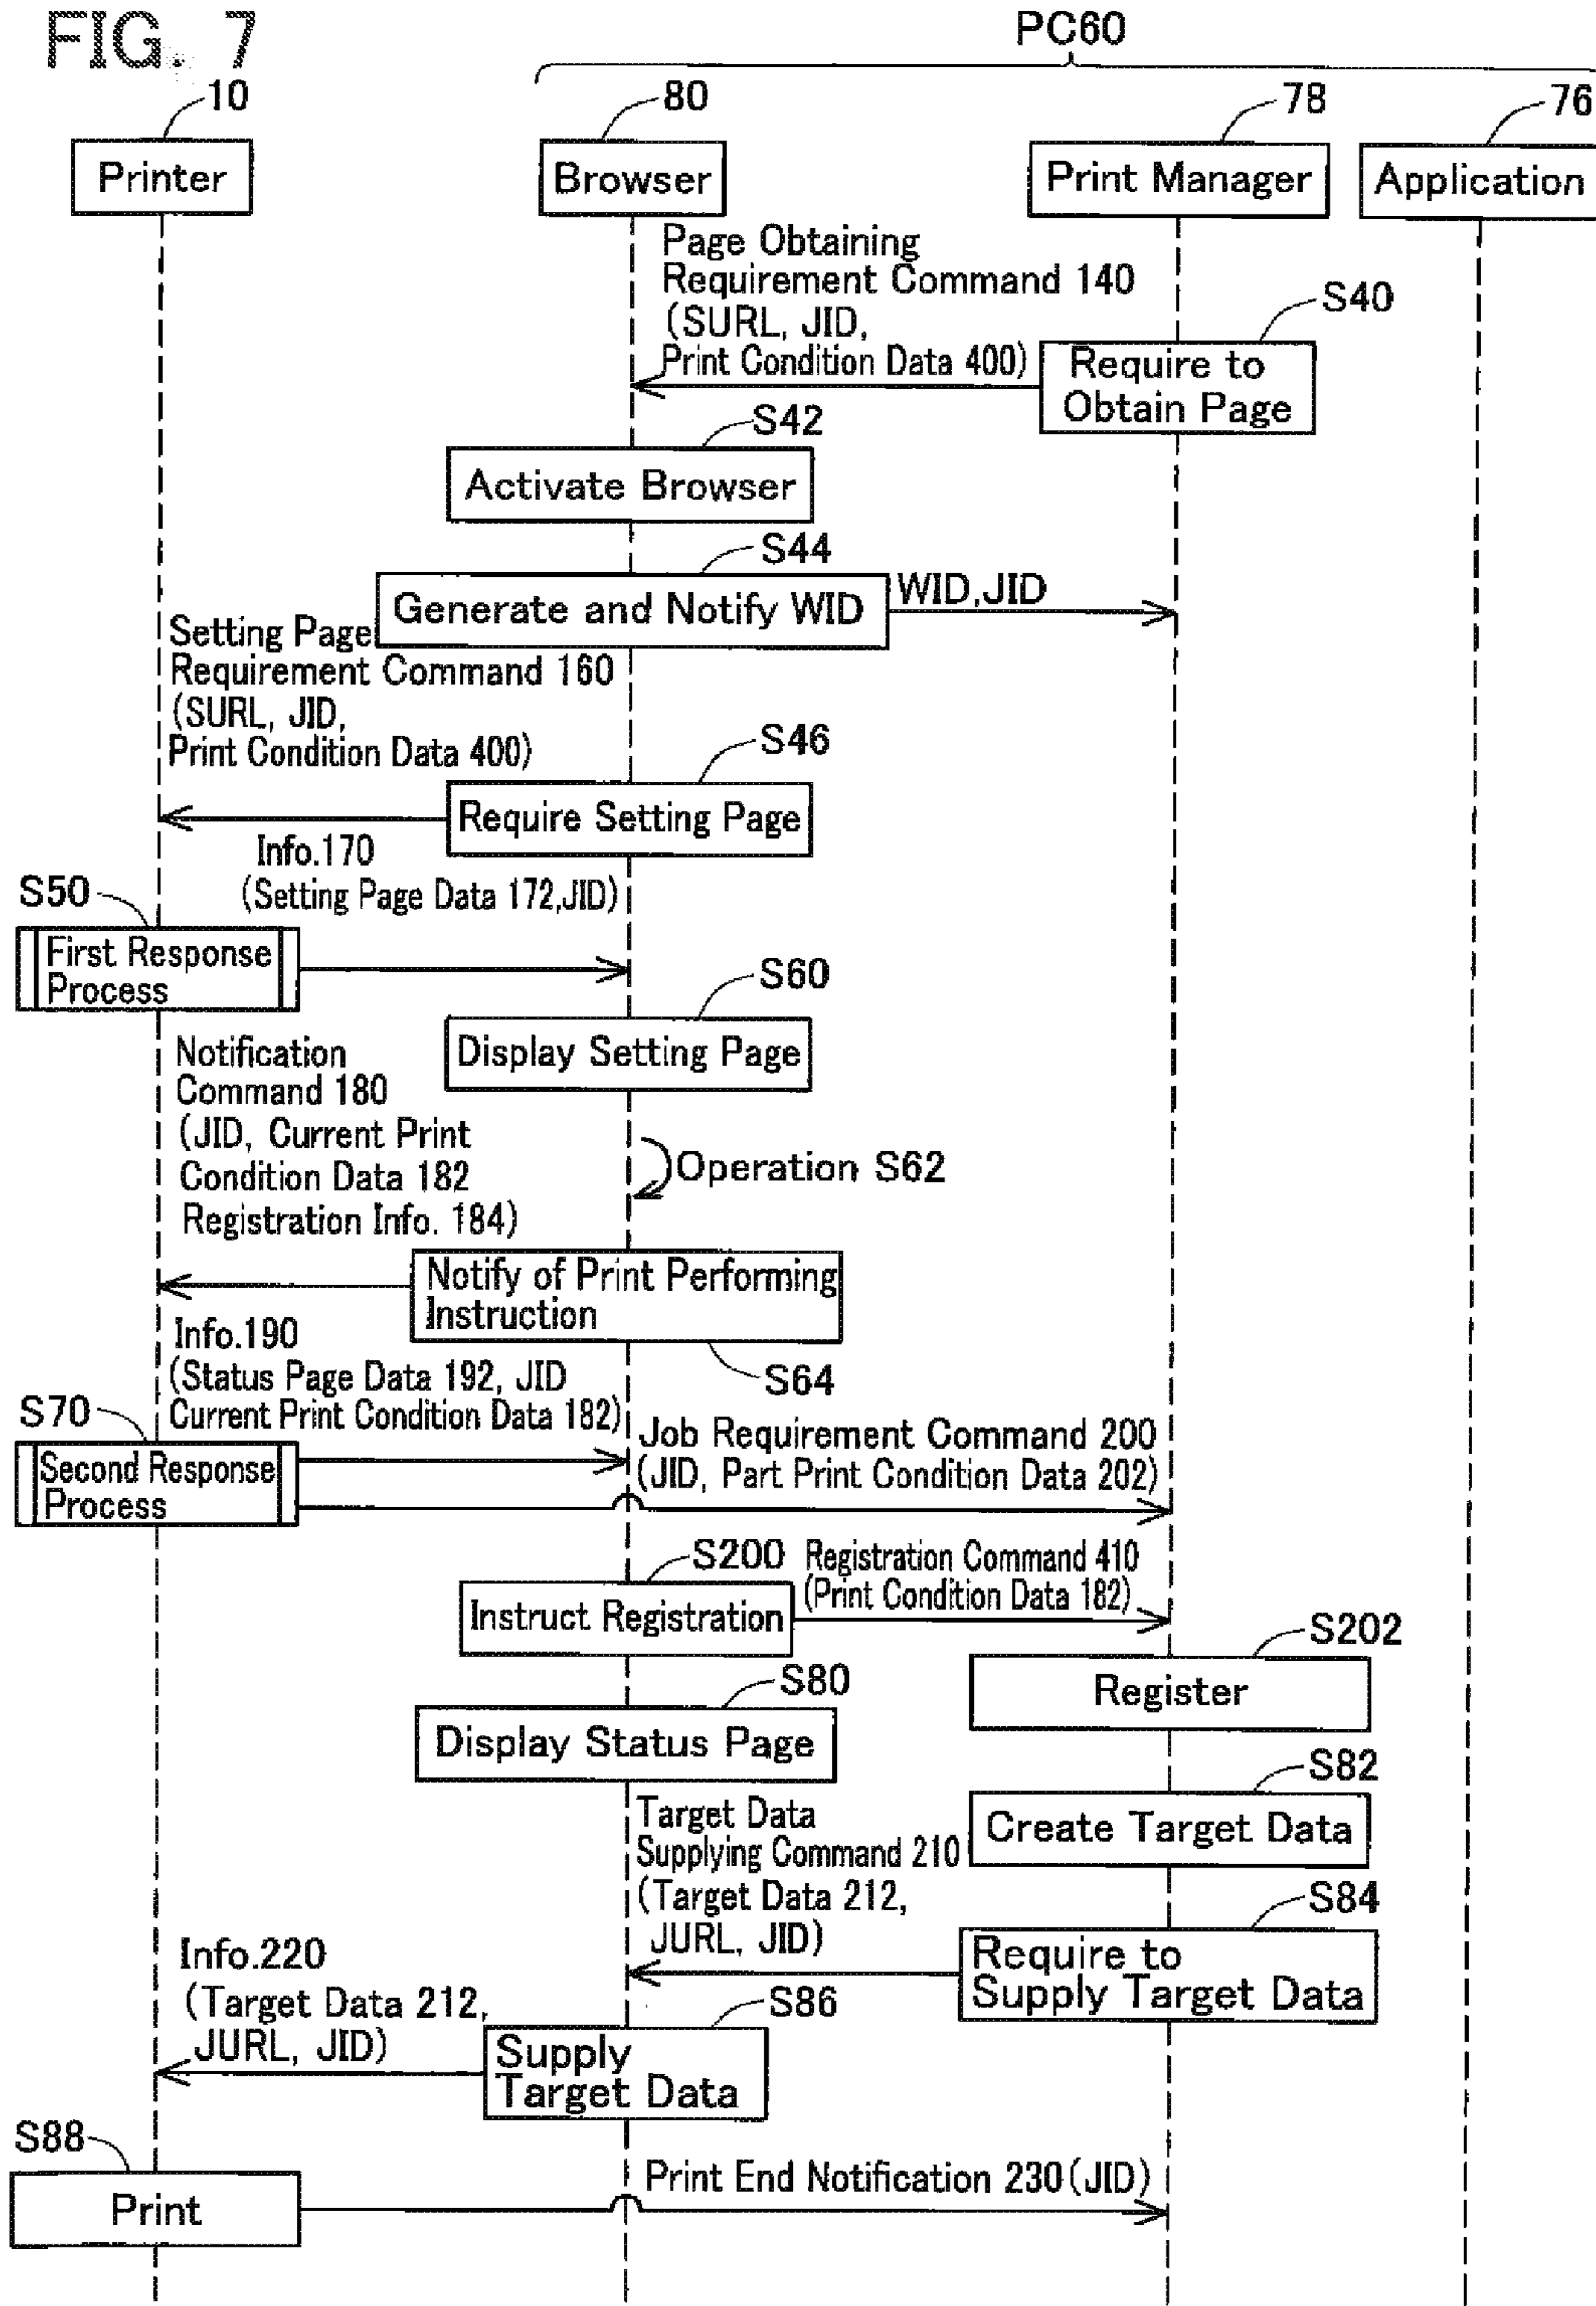 FIG. 7
PC60
10
80
78
76
Printer
Browser
Print Manager
Application
Page Obtaining
Requirement Command 140
(SURL, JID,
Print Condition Data 400)
S40
Require to
Obtain Page
S42
Activate Browser
S44
Generate and Notify WID
WID,JID
Setting Page
Requirement Command 160
(SURL, JID,
Print Condition Data 400)
S46
Require Setting Page
Info.170
(Setting Page Data 172,JID)
S50
First Response
Process
S60
Display Setting Page
Notification
Command 180
(JID, Current Print
Condition Data 182
Registration Info. 184)
Operation S62
Notify of Print Performing
Instruction
S64
Info.190
(Status Page Data 192, JID
Current Print Condition Data 182)
S70
Second Response
Process
Job Requirement Command 200
(JID, Part Print Condition Data 202)
S200
Instruct Registration
Registration Command 410
(Print Condition Data 182)
S202
Register
S80
Display Status Page
S82
Create Target Data
Target Data
Supplying Command 210
(Target Data 212,
JURL, JID)
S84
Require to
Supply Target Data
Info.220
(Target Data 212,
JURL, JID)
S86
Supply
Target Data
S88
Print
Print End Notification 230(JID)